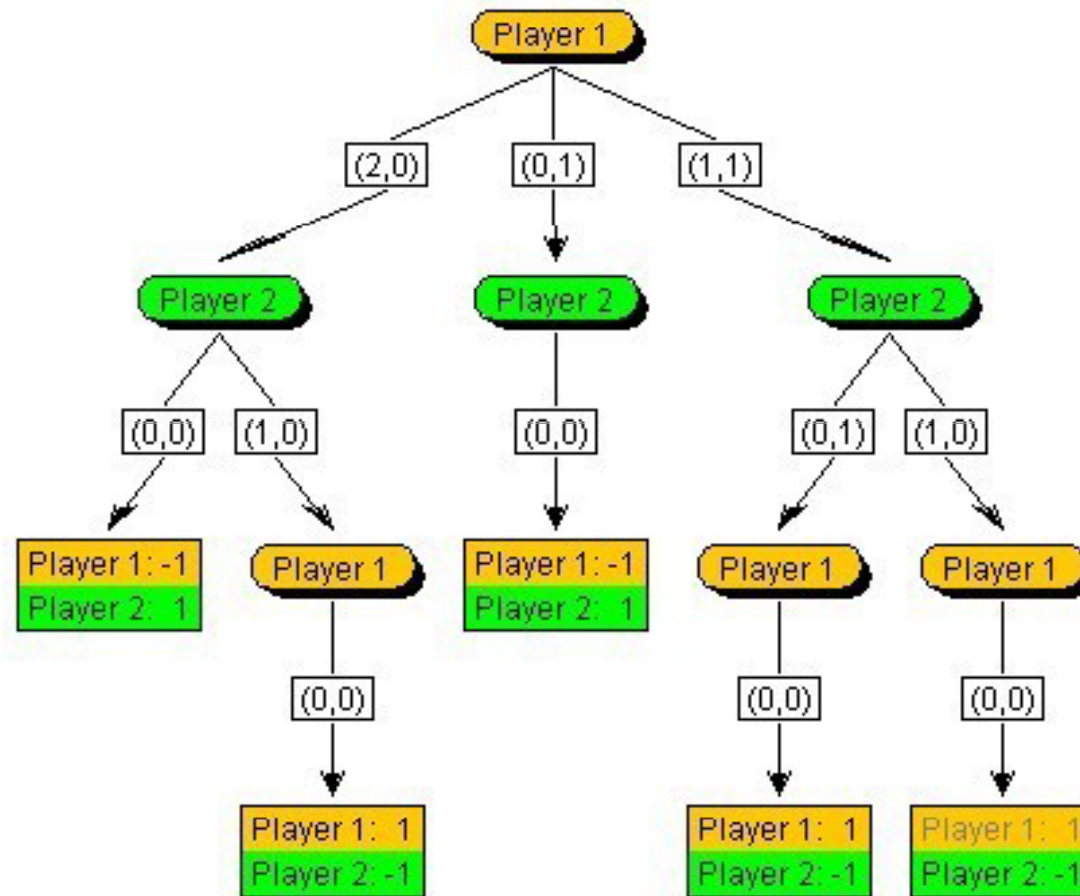 Player 1
(2,0)
(0,1)
(1,1)
Player 2
Player 2
Player 2
(0,0)
(1,0)
(0,0)
(0,1)
(1,0)
Player 1: -1
Player 2: 1
Player 1
Player 1: -1
Player 2: 1
Player 1
Player 1
(0,0)
(0,0)
(0,0)
Player 1: 1
Player 2: -1
Player 1: 1
Player 2: -1
Player 1: 1
Player 2: -1